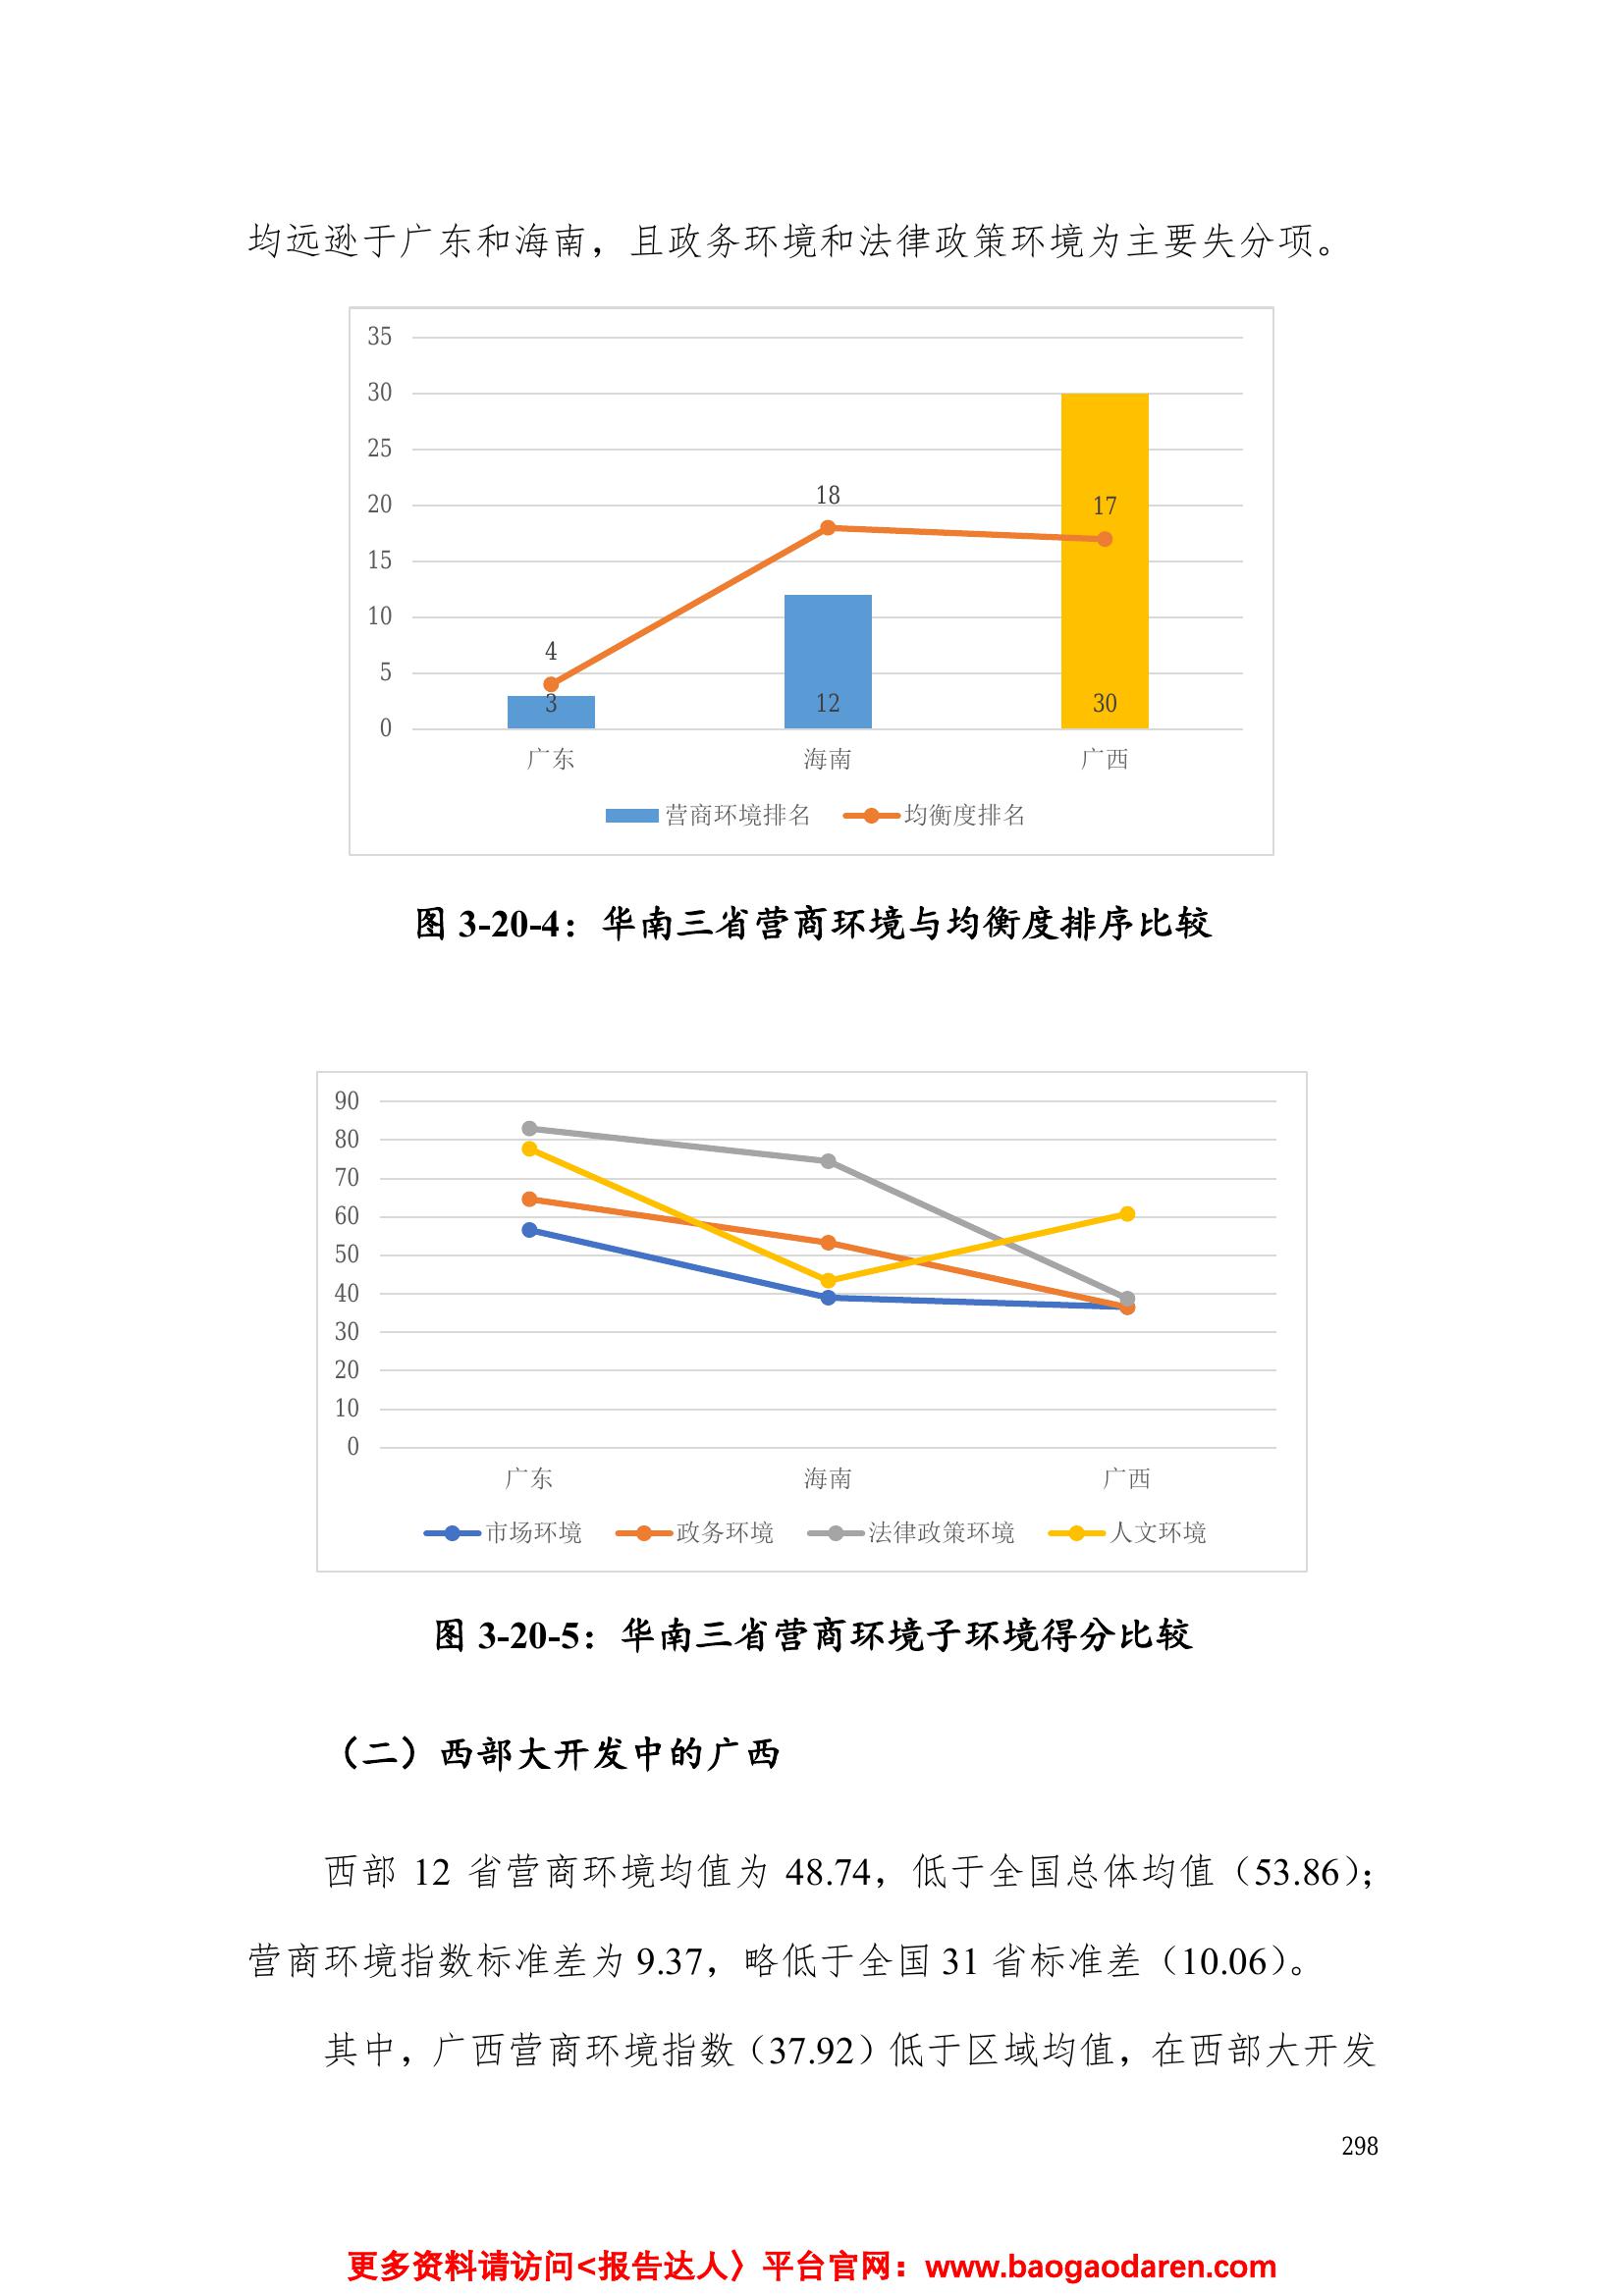 均远逊于广东和海南，且政务环境和法律政策环境为主要失分项。
35
30
25
20
15
10
5
0
4
3
18
12
17
30
广东 海南 广西
营商环境排名 均衡度排名
图 3-20-4：华南三省营商环境与均衡度排序比较
90
80
70
60
50
40
30
20
10
0
广东 海南 广西
市场环境 政务环境 法律政策环境 人文环境
图 3-20-5：华南三省营商环境子环境得分比较
（二）西部大开发中的广西
西部 12 省营商环境均值为 48.74，低于全国总体均值（53.86）；
营商环境指数标准差为 9.37，略低于全国 31 省标准差（10.06）。
其中，广西营商环境指数（37.92）低于区域均值，在西部大开发
298
更多资料请访问<报告达人〉平台官网：www.baogaodaren.com